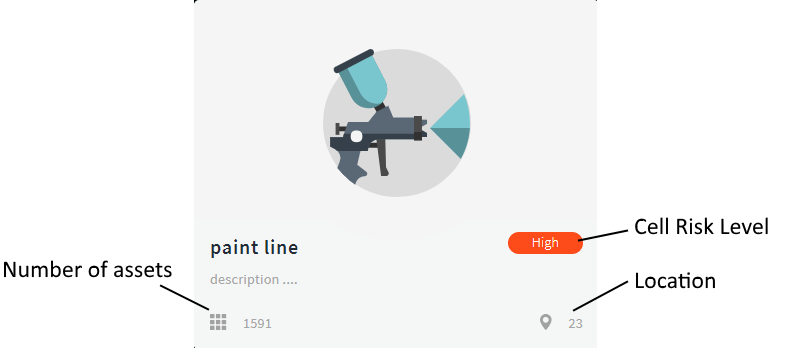 Cell Risk Level
High
paint line
Number of assets
description ....
Location
1591
23